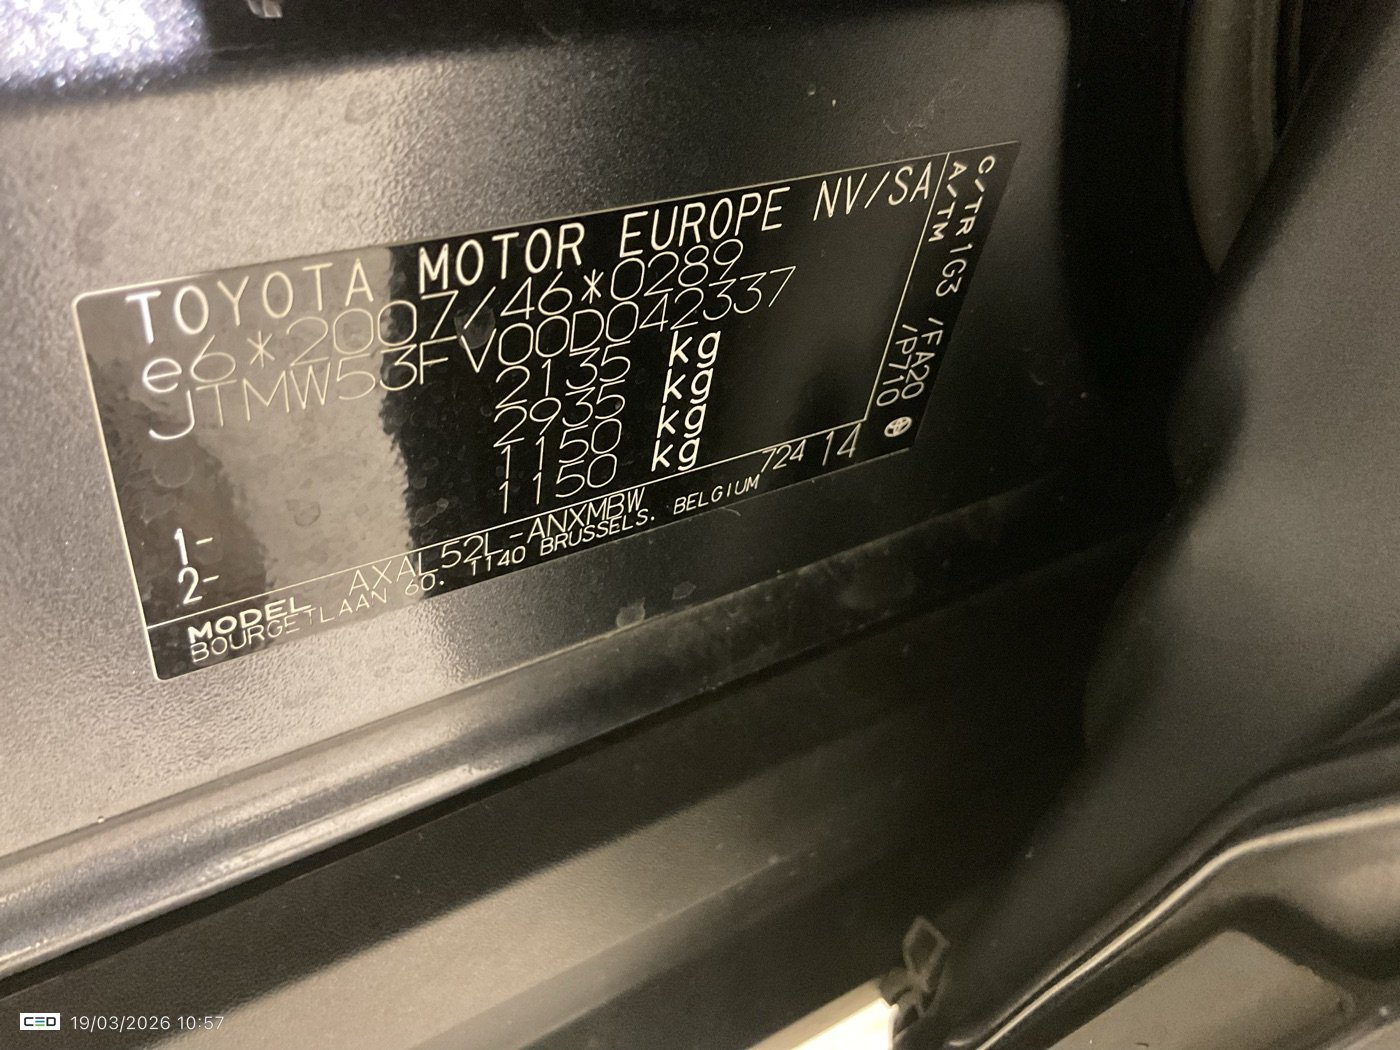 TOYOTA MOTOR EUROPE NV/SA
e6*2007/46*0289
JTMW53FV00D042337
2135 kg
2935 kg
1- 1150 kg
2- 1150 kg
MODEL AXAL52L-ANXMBW
BOURGETLAAN 60. 1140 BRUSSELS. BELGIUM
724 14
C/TR 1G3 /FA20
A/TM /P710
CED 19/03/2026 10:57